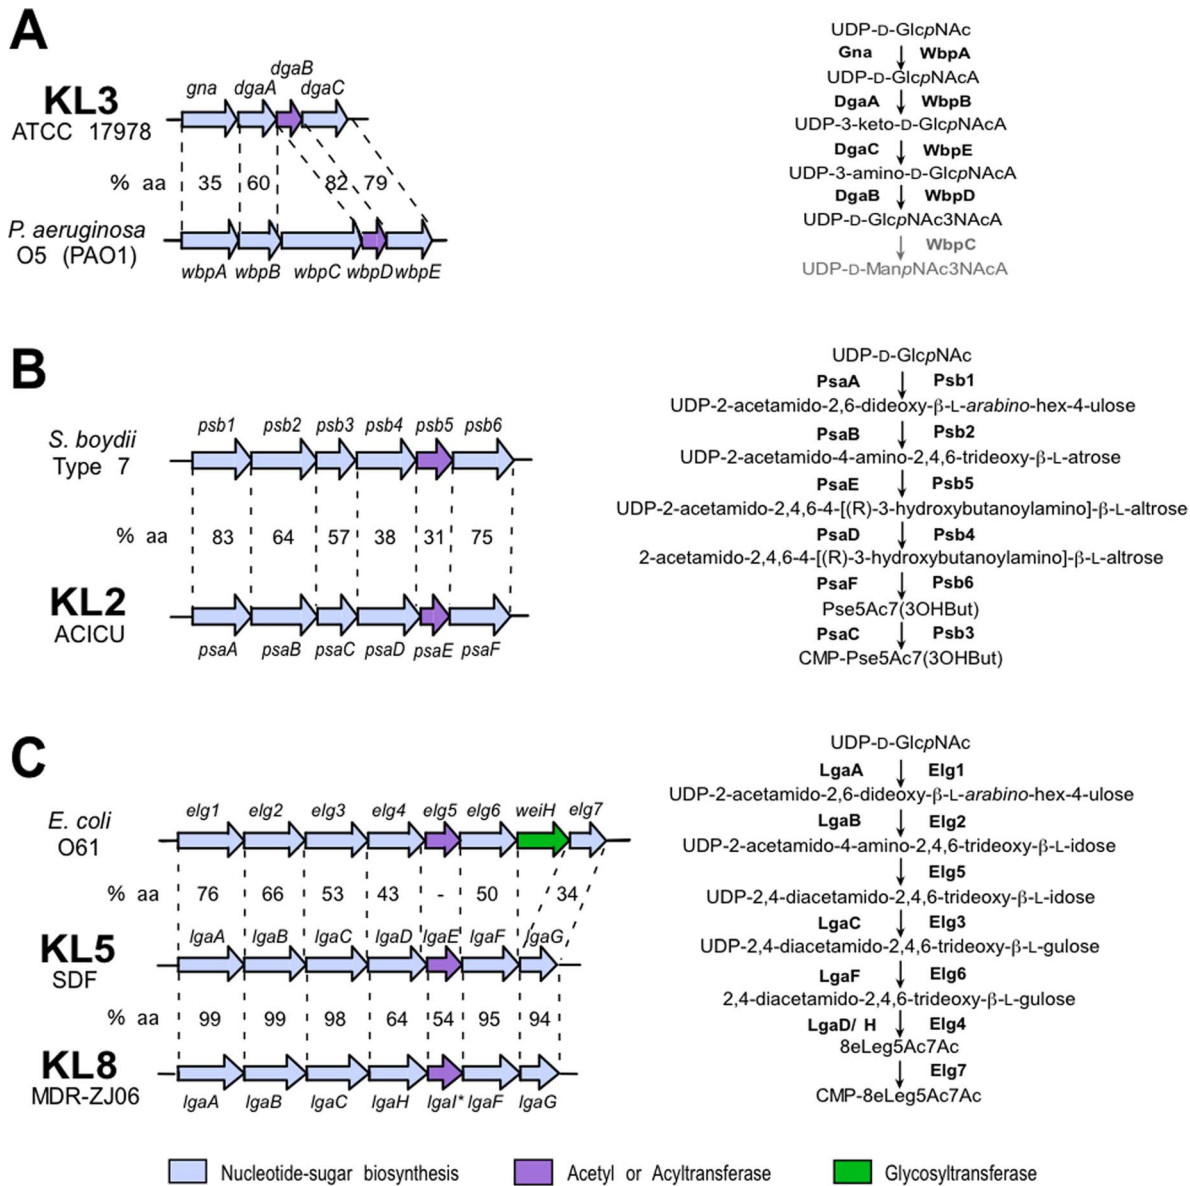 A
KL3
ATCC 17978
gna dgaA dgaB dgaC
% aa 35 60 82 79
P. aeruginosa
O5 (PAO1)
wbpA wbpB wbpC wbpD wbpE
UDP-D-GlcpNAc
Gna WbpA
UDP-D-GlcpNAcA
DgaA WbpB
UDP-3-keto-D-GlcpNAcA
DgaC WbpE
UDP-3-amino-D-GlcpNAcA
DgaB WbpD
UDP-D-GlcpNAc3NAcA
WbpC
UDP-D-ManpNAc3NAcA
B
S. boydii
Type 7
psb1 psb2 psb3 psb4 psb5 psb6
% aa 83 64 57 38 31 75
KL2
ACICU
psaA psaB psaC psaD psaE psaF
UDP-D-GlcpNAc
PsaA Psb1
UDP-2-acetamido-2,6-dideoxy-β-L-arabino-hex-4-ulose
PsaB Psb2
UDP-2-acetamido-4-amino-2,4,6-trideoxy-β-L-atrose
PsaE Psb5
UDP-2-acetamido-2,4,6-4-[(R)-3-hydroxybutanoylamino]-β-L-altrose
PsaD Psb4
2-acetamido-2,4,6-4-[(R)-3-hydroxybutanoylamino]-β-L-altrose
PsaF Psb6
Pse5Ac7(3OHBut)
PsaC Psb3
CMP-Pse5Ac7(3OHBut)
C
E. coli
O61
elg1 elg2 elg3 elg4 elg5 elg6 weiH elg7
% aa 76 66 53 43 - 50 34
KL5
SDF
lgaA lgaB lgaC lgaD lgaE lgaF lgaG
% aa 99 99 98 64 54 95 94
KL8
MDR-ZJ06
lgaA lgaB lgaC lgaH lgaI* lgaF lgaG
UDP-D-GlcpNAc
LgaA Elg1
UDP-2-acetamido-2,6-dideoxy-β-L-arabino-hex-4-ulose
LgaB Elg2
UDP-2-acetamido-4-amino-2,4,6-trideoxy-β-L-idose
Elg5
UDP-2,4-diacetamido-2,4,6-trideoxy-β-L-idose
LgaC Elg3
UDP-2,4-diacetamido-2,4,6-trideoxy-β-L-gulose
LgaF Elg6
2,4-diacetamido-2,4,6-trideoxy-β-L-gulose
LgaD/ H Elg4
8eLeg5Ac7Ac
Elg7
CMP-8eLeg5Ac7Ac
Nucleotide-sugar biosynthesis
Acetyl or Acyltransferase
Glycosyltransferase